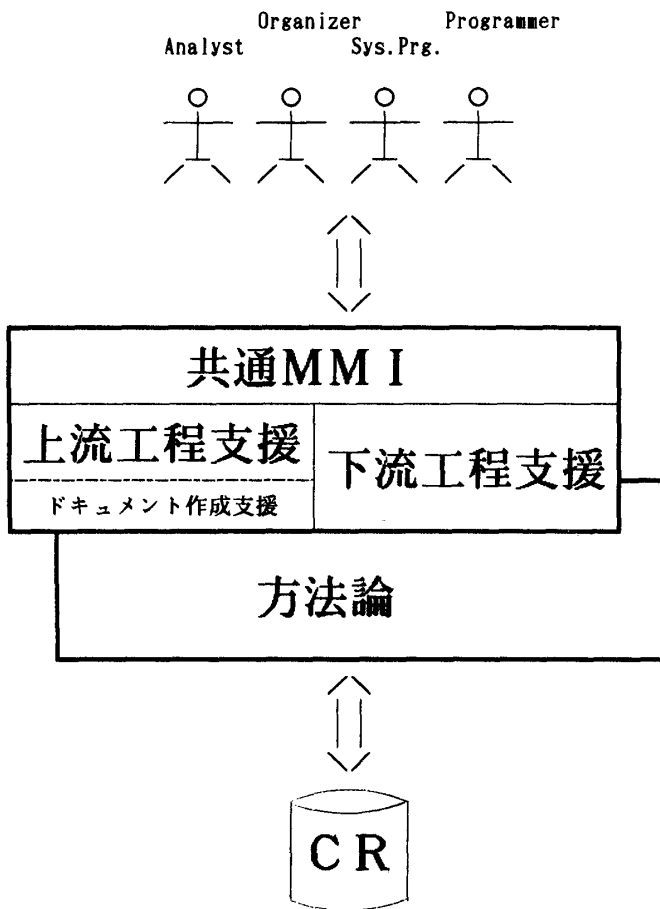 Organizer Programmer
Analyst Sys.Prg.
共通MMI
上流工程支援
下流工程支援
ドキュメント作成支援
方法論
CR